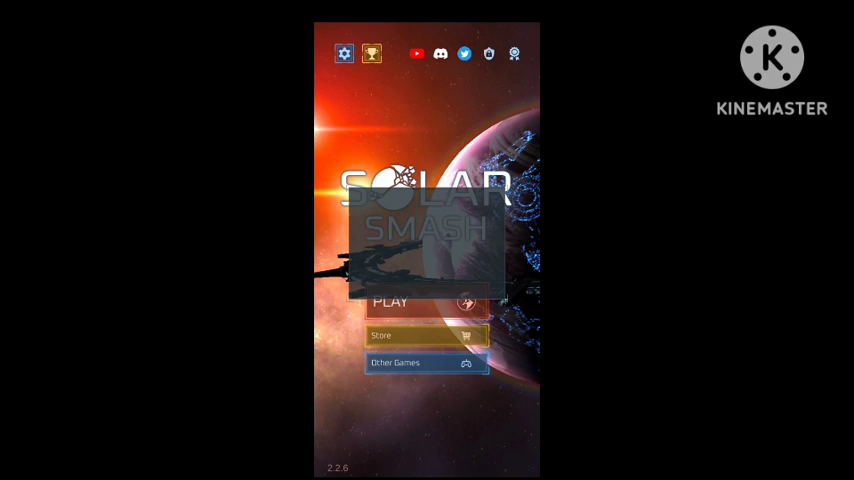 KINEMASTER
SOLAR
SMASH
PLAY
Store
Other Games
2.2.6